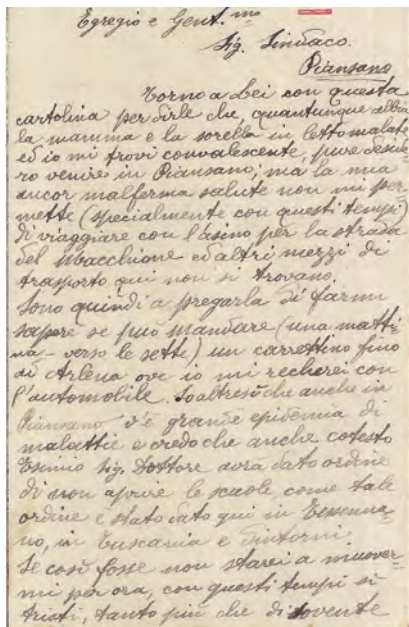 Egregio e Gent.mo
Sig. Sindaco.
Piansano
Torno a Lei con questa
cartolina per dirle che, quantunque abbia
la mamma e la sorella in letto malate
ed io mi trovi convalescente, pure deside-
ro venire in Piansano; ma la mia
ancor malferma salute non mi per
mette (specialmente con questi tempi)
di viaggiare con l'asino per la strada
del Macchione ed altri mezzi di
trasporto qui non si trovano.
Sono quindi a pregarla di farmi
sapere se può mandare (una matti
na - verso le sette) un carrettino fino
ad Arlena ove io mi recherei con
l'automobile. So altresì che anche in
Piansano v'è grande epidemia di
malattie e credo che anche cotesto
Esimio Sig. Dottore avrà dato ordine
di non aprire le scuole, come tale
ordine è stato dato qui in Tessenna-
no, in Tuscania e dintorni.
Se così fosse non starei a muover
mi per ora, con questi tempi sì
tristi, tanto più che di sovente